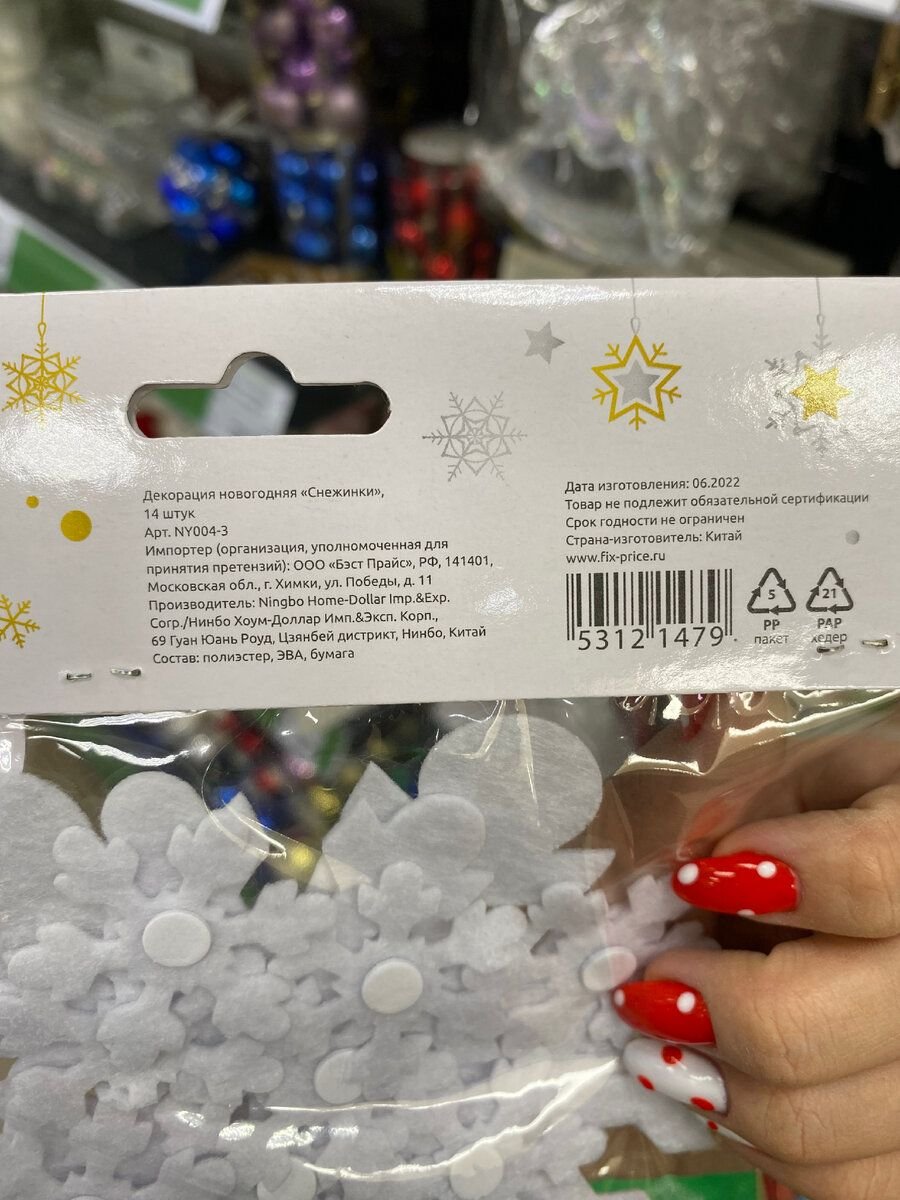 Декорация новогодняя «Снежинки»,
14 штук
Арт. NY004-3
Импортер (организация, уполномоченная для
принятия претензий): ООО «Бэст Прайс», РФ, 141401,
Московская обл., г. Химки, ул. Победы, д. 11
Производитель: Ningbo Home-Dollar Imp.&Exp.
Corp./Нинбо Хоум-Доллар Имп.&Эксп. Корп.,
69 Гуан Юань Роуд, Цзянбей дистрикт, Нинбо, Китай
Состав: полиэстер, ЭВА, бумага
Дата изготовления: 06.2022
Товар не подлежит обязательной сертификации
Срок годности не ограничен
Страна-изготовитель: Китай
www.fix-price.ru
5312 1479
5
PP
пакет
21
PAP
хедер